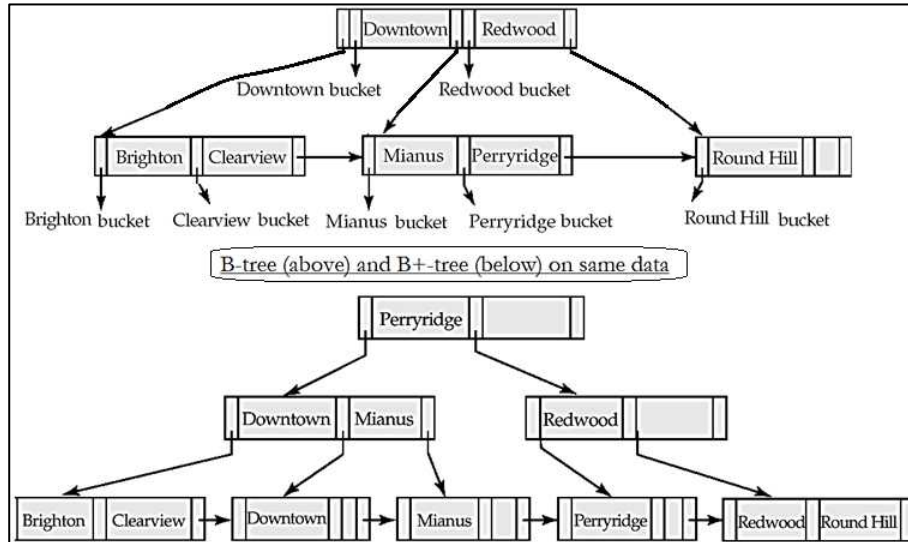 Downtown Redwood
Downtown bucket Redwood bucket
Brighton Clearview Mianus Perryridge Round Hill
Brighton bucket Clearview bucket Mianus bucket Perryridge bucket Round Hill bucket
B-tree (above) and B+-tree (below) on same data
Perryridge
Downtown Mianus Redwood
Brighton Clearview Downtown Mianus Perryridge Redwood Round Hill